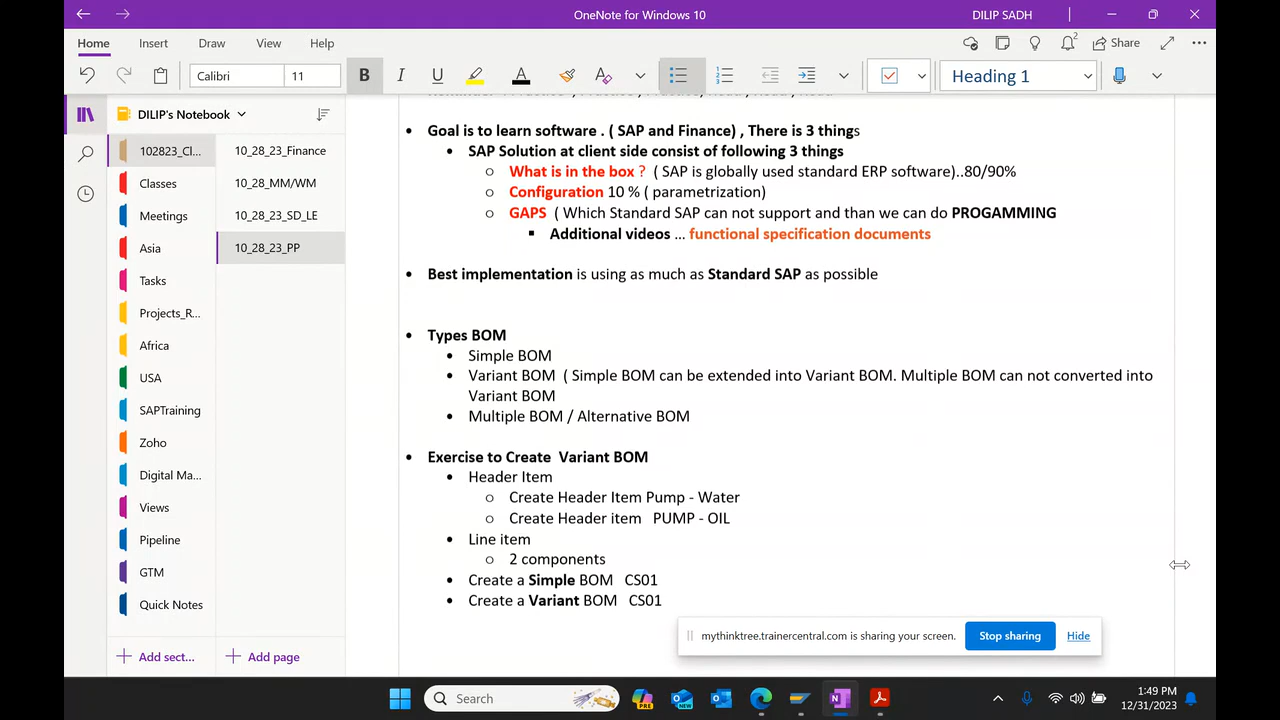 OneNote for Windows 10
DILIP SADH
Home
Insert
Draw
View
Help
2
Share
Calibri
11
B
I
U
A
A
Heading 1
DILIP's Notebook
102823_Cl...
Classes
Meetings
Asia
Tasks
Projects_R...
Africa
USA
SAPTraining
Zoho
Digital Ma...
Views
Pipeline
GTM
Quick Notes
Add sect...
10_28_23_Finance
10_28_MM/WM
10_28_23_SD_LE
10_28_23_PP
Add page
Goal is to learn software . ( SAP and Finance) , There is 3 things
SAP Solution at client side consist of following 3 things
What is in the box ? ( SAP is globally used standard ERP software)..80/90%
Configuration 10 % ( parametrization)
GAPS ( Which Standard SAP can not support and than we can do PROGAMMING
Additional videos ... functional specification documents
Best implementation is using as much as Standard SAP as possible
Types BOM
Simple BOM
Variant BOM ( Simple BOM can be extended into Variant BOM. Multiple BOM can not converted into
Variant BOM
Multiple BOM / Alternative BOM
Exercise to Create Variant BOM
Header Item
Create Header Item Pump - Water
Create Header item PUMP - OIL
Line item
2 components
Create a Simple BOM CS01
Create a Variant BOM CS01
mythinktree.trainercentral.com is sharing your screen.
Stop sharing
Hide
Search
PRE
NEW
1:49 PM
12/31/2023